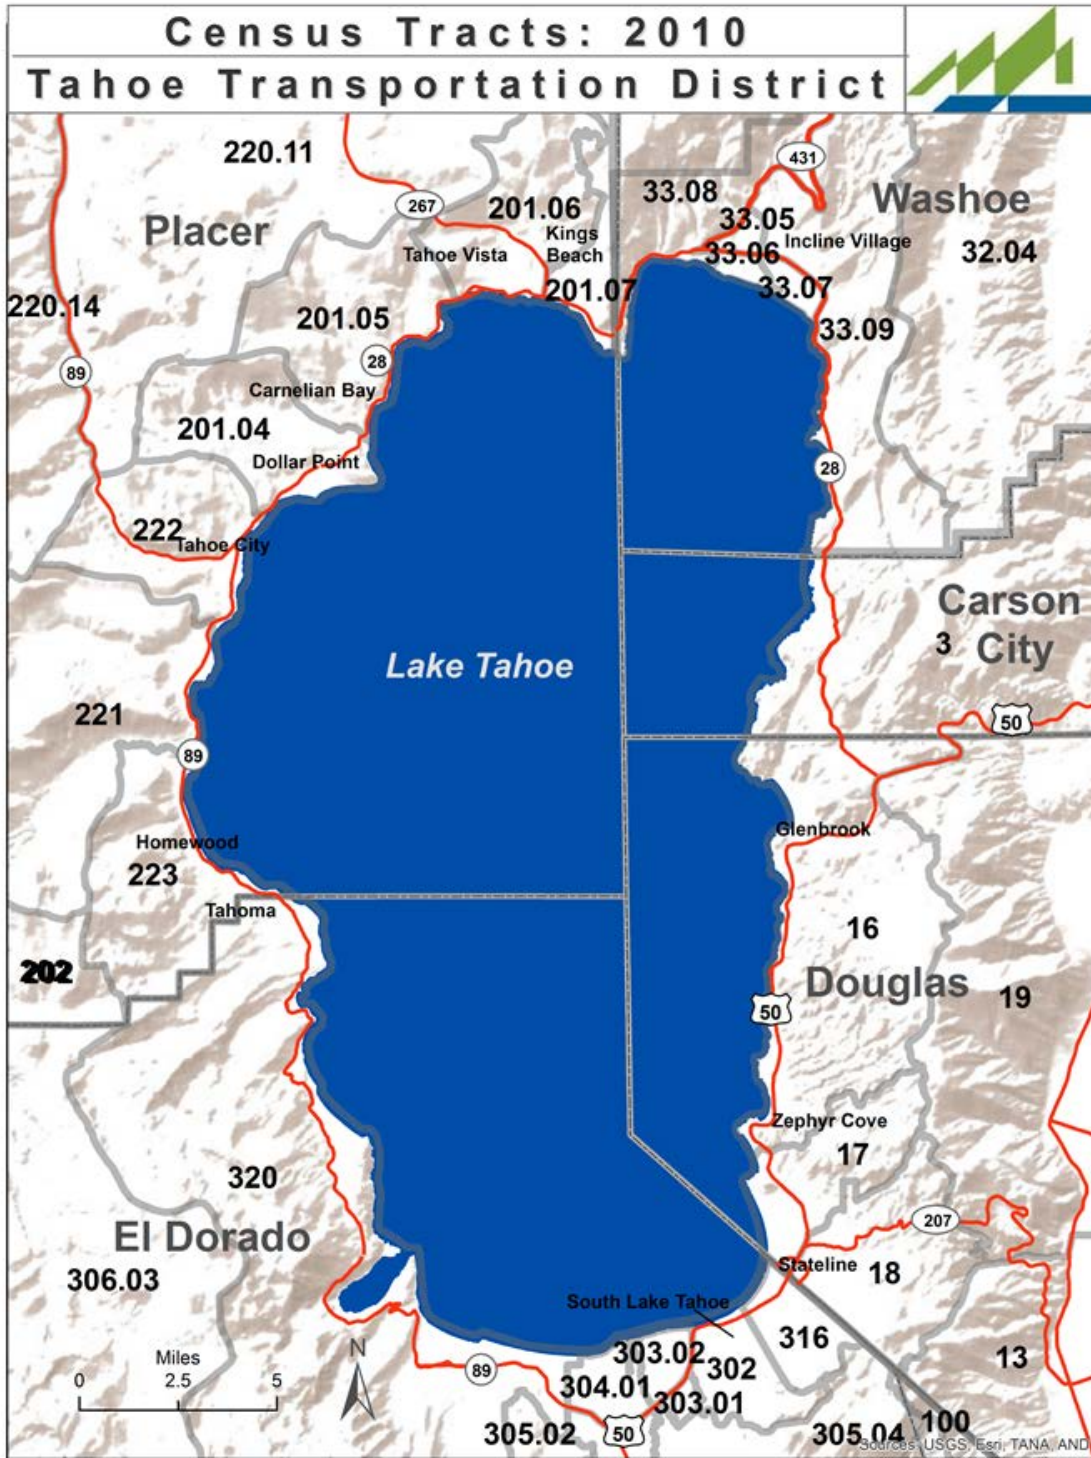 Census Tracts: 2010
Tahoe Transportation District
220.11
431
33.08
Washoe
267
201.06
33.05
Placer
Kings
Beach
Incline Village
33.06
32.04
Tahoe Vista
201.07
33.07
220.14
201.05
33.09
28
89
Carnelian Bay
201.04
Dollar Point
28
222
Tahoe City
Carson
City
3
Lake Tahoe
221
50
89
Glenbrook
Homewood
223
Tahoma
16
202
Douglas
19
50
Zephyr Cove
17
320
207
El Dorado
Stateline
18
306.03
South Lake Tahoe
316
N
303.02
Miles
13
302
89
0 2.5 5
304.01
303.01
100
305.02
50
305.04
Sources: USGS, Esri, TANA, AND